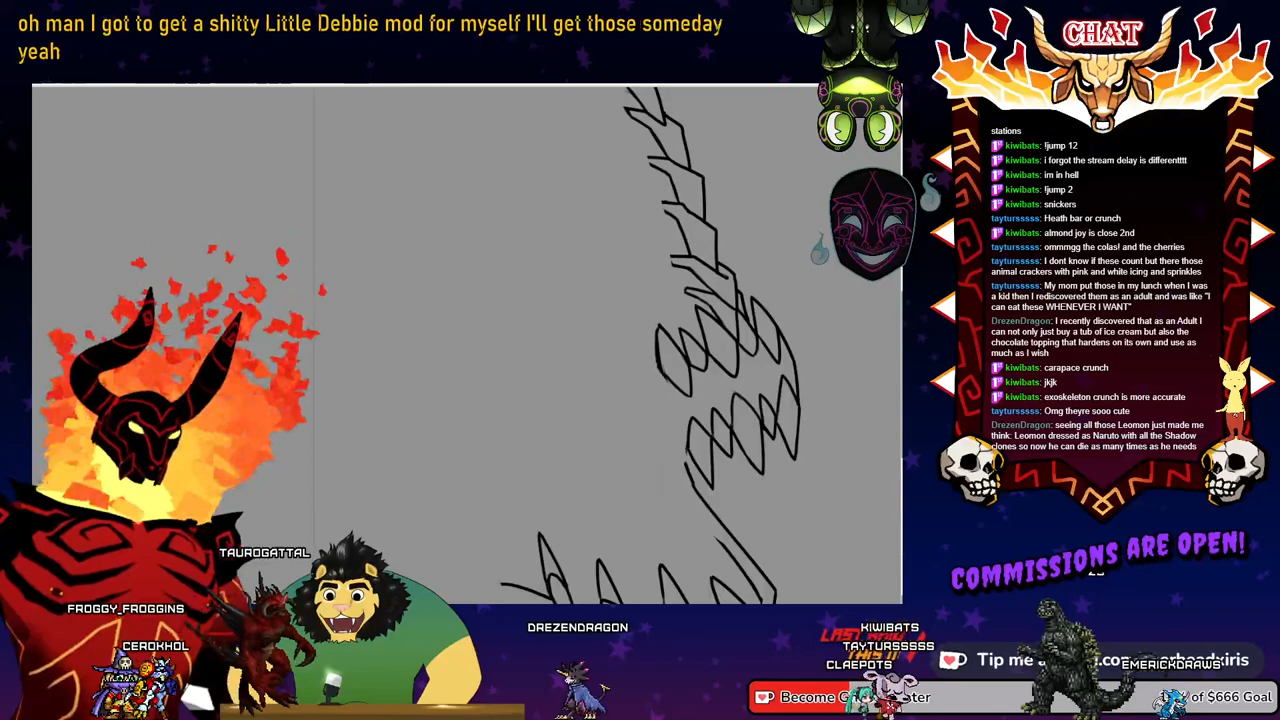 oh man I got to get a shitty Little Debbie mod for myself I'll get those someday
yeah
CHAT
stations
kiwibats: !jump 12
kiwibats: i forgot the stream delay is differentttt
kiwibats: im in hell
kiwibats: !jump 2
kiwibats: snickers
taytursssss: Heath bar or crunch
kiwibats: almond joy is close 2nd
taytursssss: ommmgg the colas! and the cherries
taytursssss: I dont know if these count but there those
animal crackers with pink and white icing and sprinkles
taytursssss: My mom put those in my lunch when I was
a kid then I rediscovered them as an adult and was like "I
can eat these WHENEVER I WANT"
DrezenDragon: I recently discovered that as an Adult I
can not only just buy a tub of ice cream but also the
chocolate topping that hardens on its own and use as
much as I wish
kiwibats: carapace crunch
kiwibats: jkjk
kiwibats: exoskeleton crunch is more accurate
taytursssss: Omg theyre sooo cute
DrezenDragon: seeing all those Leomon just made me
think: Leomon dressed as Naruto with all the Shadow
clones so now he can die as many times as he needs
COMMISSIONS ARE OPEN!
TAUROGATTAL
FROGGY_FROGGINS
CEROKHOL
DREZENDRAGON
KIWIBATS
TAYTURSSSSS
CLAEPOTS
EMERICKDRAWS
Tip me a
Become
of $666 Goal